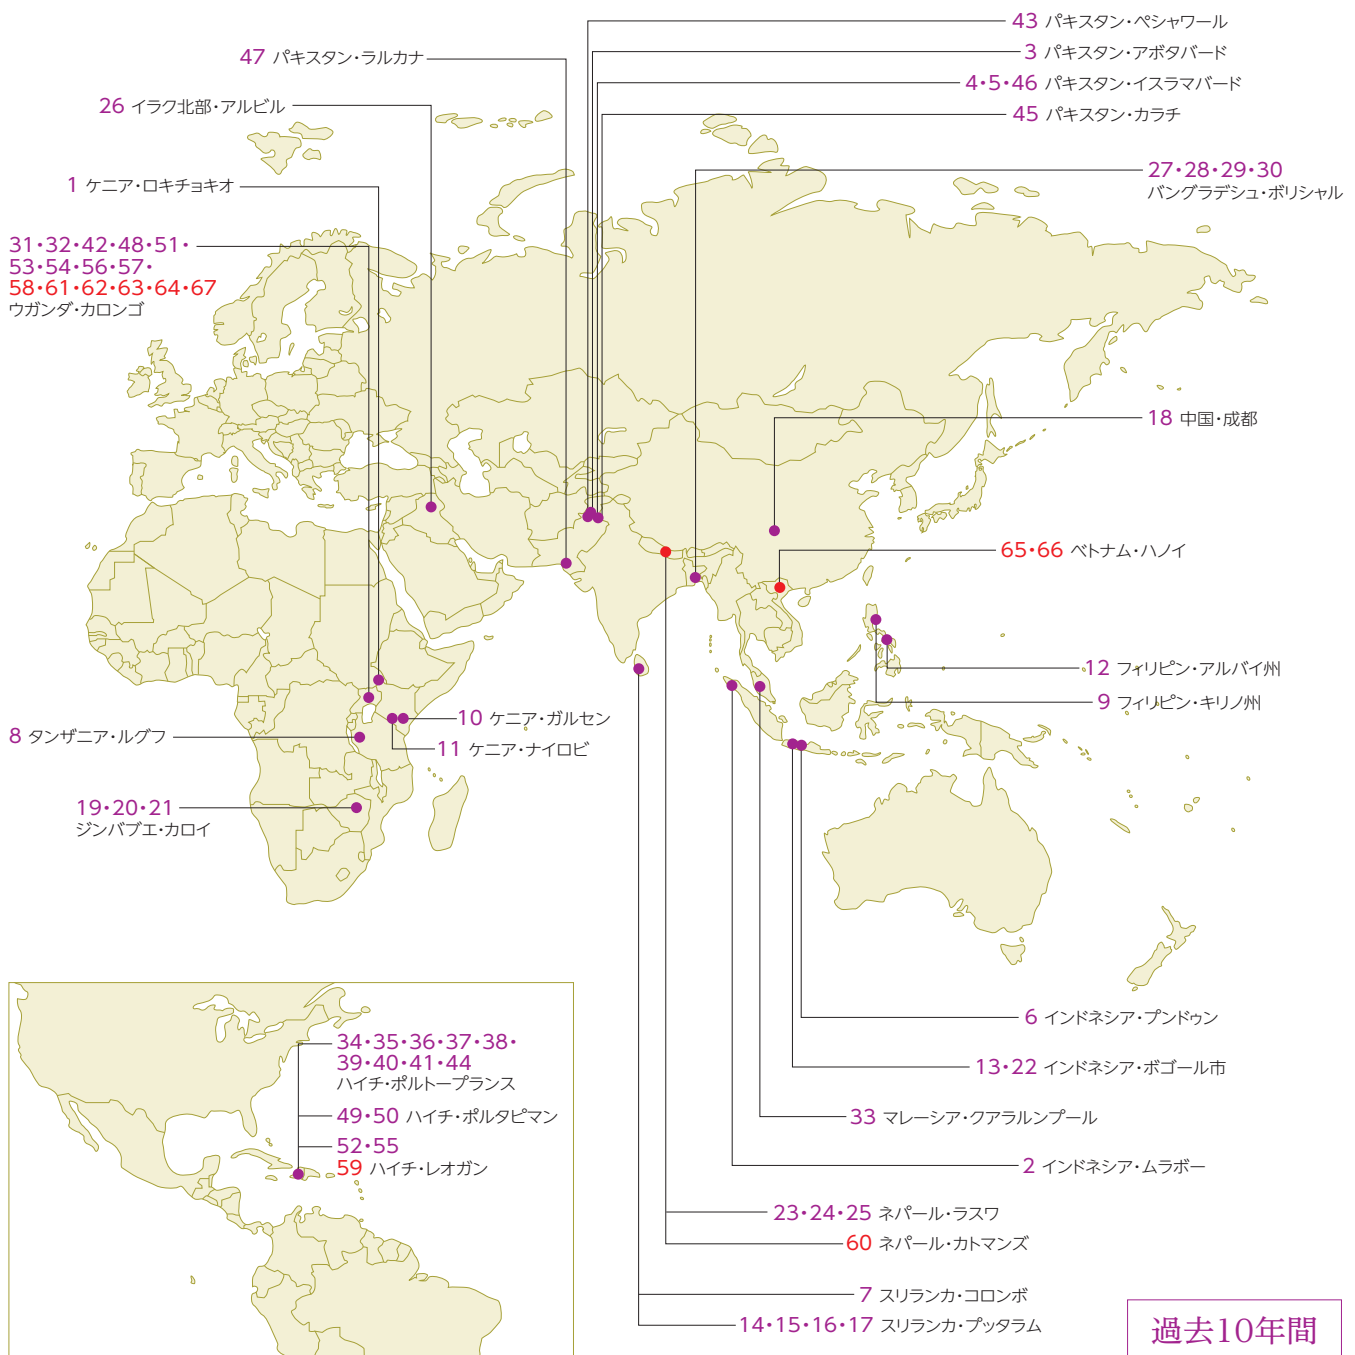 43 パキスタン・ペシャワール
3 パキスタン・アボタバード
4・5・46 パキスタン・イスラマバード
45 パキスタン・カラチ
47 パキスタン・ラルカナ
26 イラク北部・アルビル
27・28・29・30
バングラデシュ・ボリシャル
1 ケニア・ロキチョキオ
31・32・42・48・51・
53・54・56・57・
58・61・62・63・64・67
ウガンダ・カロンゴ
18 中国・成都
65・66 ベトナム・ハノイ
12 フィリピン・アルバイ州
9 フィリピン・キリノ州
10 ケニア・ガルセン
11 ケニア・ナイロビ
8 タンザニア・ルグフ
19・20・21
ジンバブエ・カロイ
6 インドネシア・プンドゥン
13・22 インドネシア・ボゴール市
33 マレーシア・クアラルンプール
2 インドネシア・ムラボー
34・35・36・37・38・
39・40・41・44
ハイチ・ポルトープランス
49・50 ハイチ・ポルタピマン
52・55
59 ハイチ・レオガン
23・24・25 ネパール・ラスワ
60 ネパール・カトマンズ
7 スリランカ・コロンボ
14・15・16・17 スリランカ・プッタラム
過去10年間